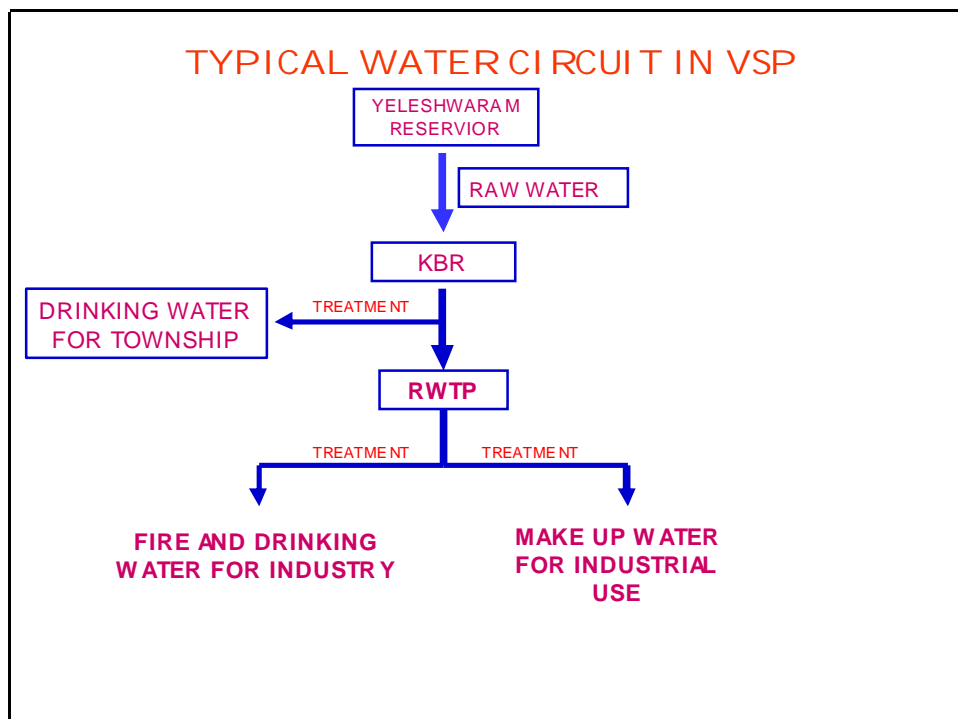 TYPICAL WATER CIRCUIT IN VSP
YELESHWARAM
RESERVIOR
RAW WATER
KBR
TREATMENT
DRINKING WATER
FOR TOWNSHIP
RWTP
TREATMENT
TREATMENT
FIRE AND DRINKING
WATER FOR INDUSTRY
MAKE UP WATER
FOR INDUSTRIAL
USE